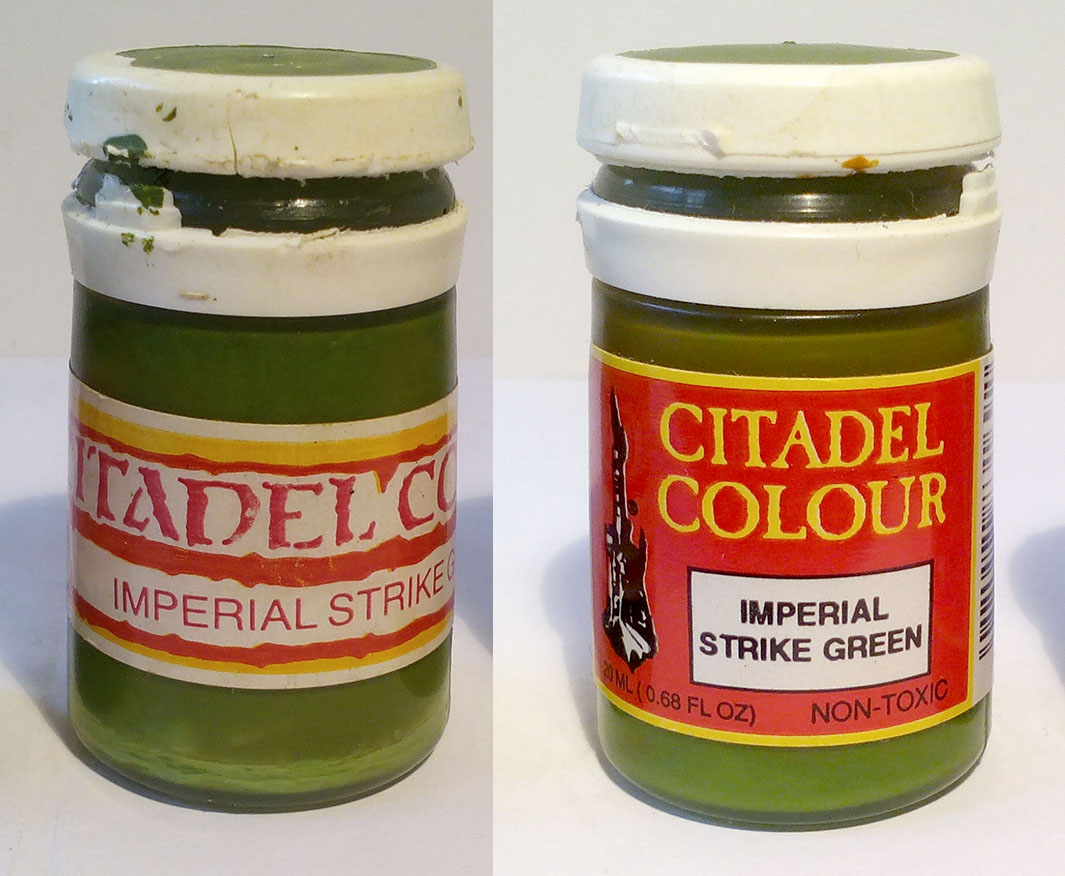 ITADEL CO
IMPERIAL STRIKE G
CITADEL
COLOUR
IMPERIAL
STRIKE GREEN
20 ML ( 0.68 FL OZ)
NON-TOXIC